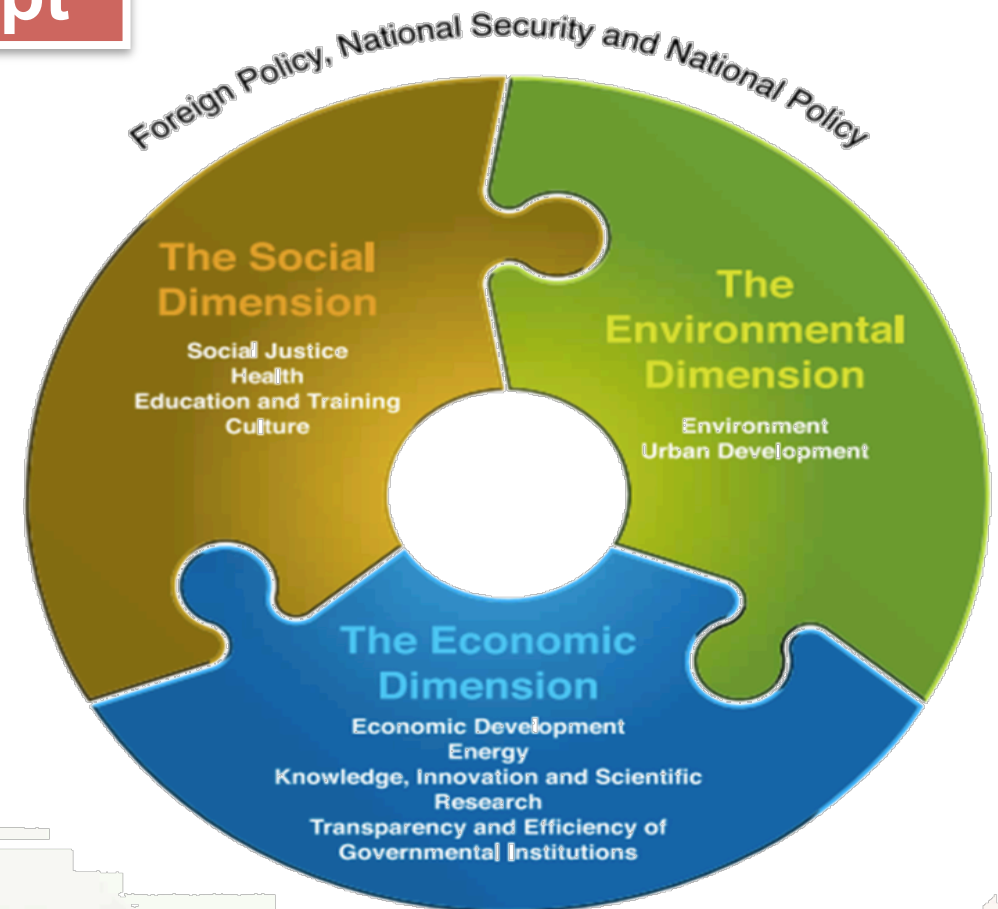 pt
Foreign Policy, National Security and National Policy
The Social
Dimension
Social Justice
Health
Education and Training
Culture
The
Environmental
Dimension
Environment
Urban Development
The Economic
Dimension
Economic Development
Energy
Knowledge, Innovation and Scientific
Research
Transparency and Efficiency of
Governmental Institutions